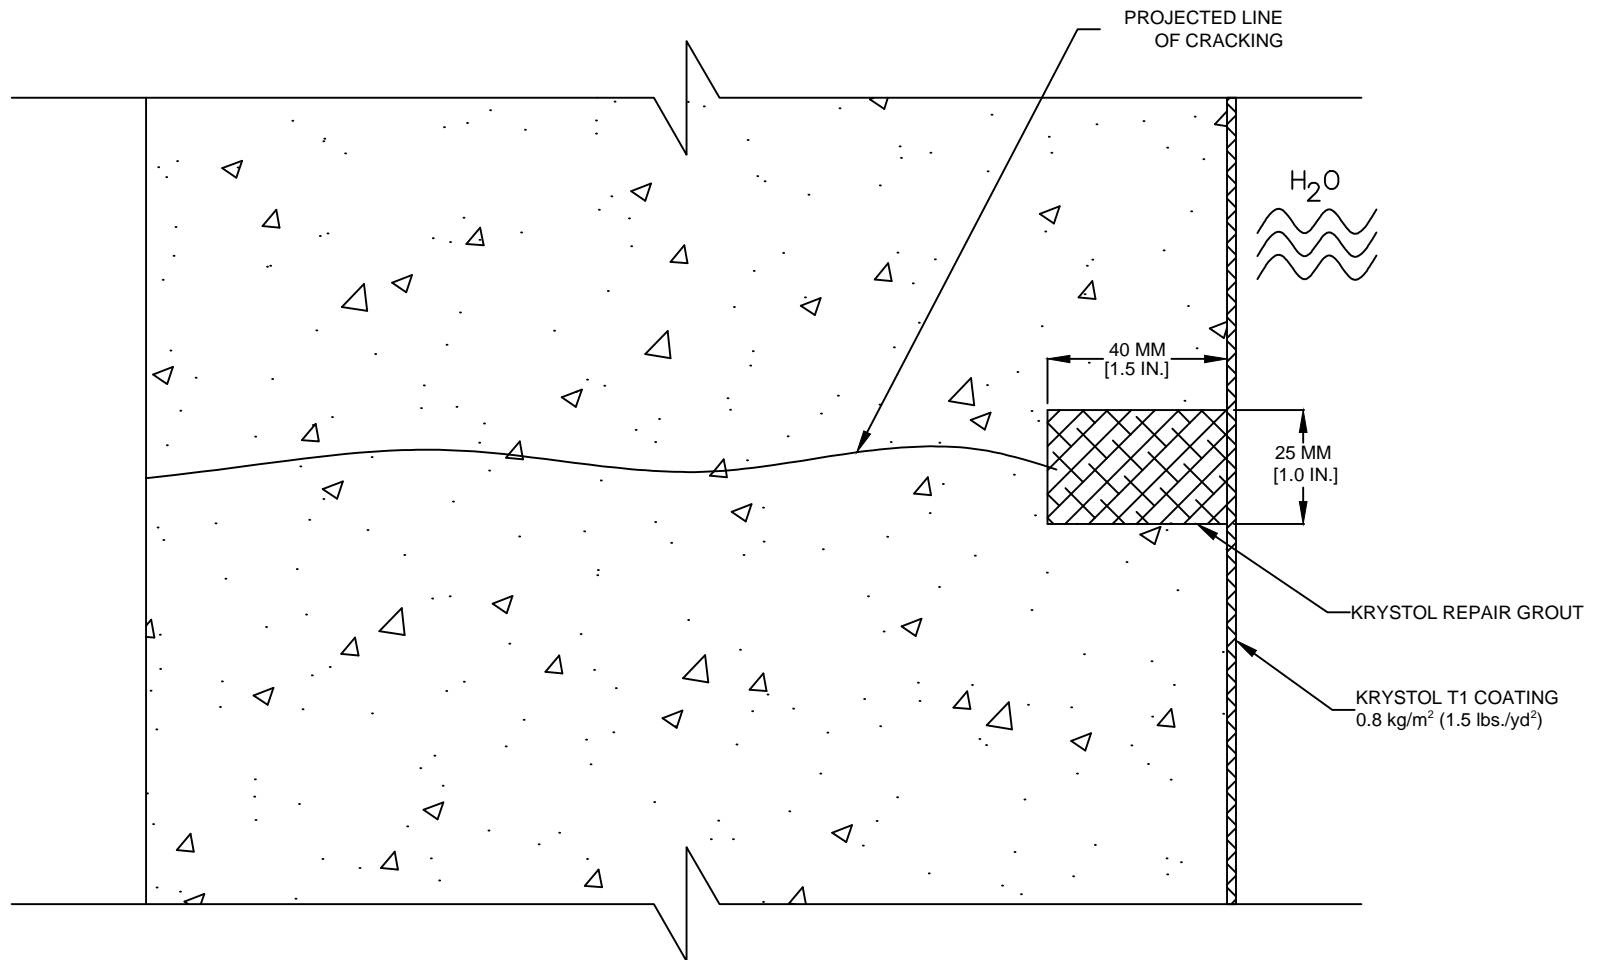 PROJECTED LINE
OF CRACKING
H₂O
40 MM
[1.5 IN.]
25 MM
[1.0 IN.]
KRYSTOL REPAIR GROUT
KRYSTOL T1 COATING
0.8 kg/m² (1.5 lbs./yd²)